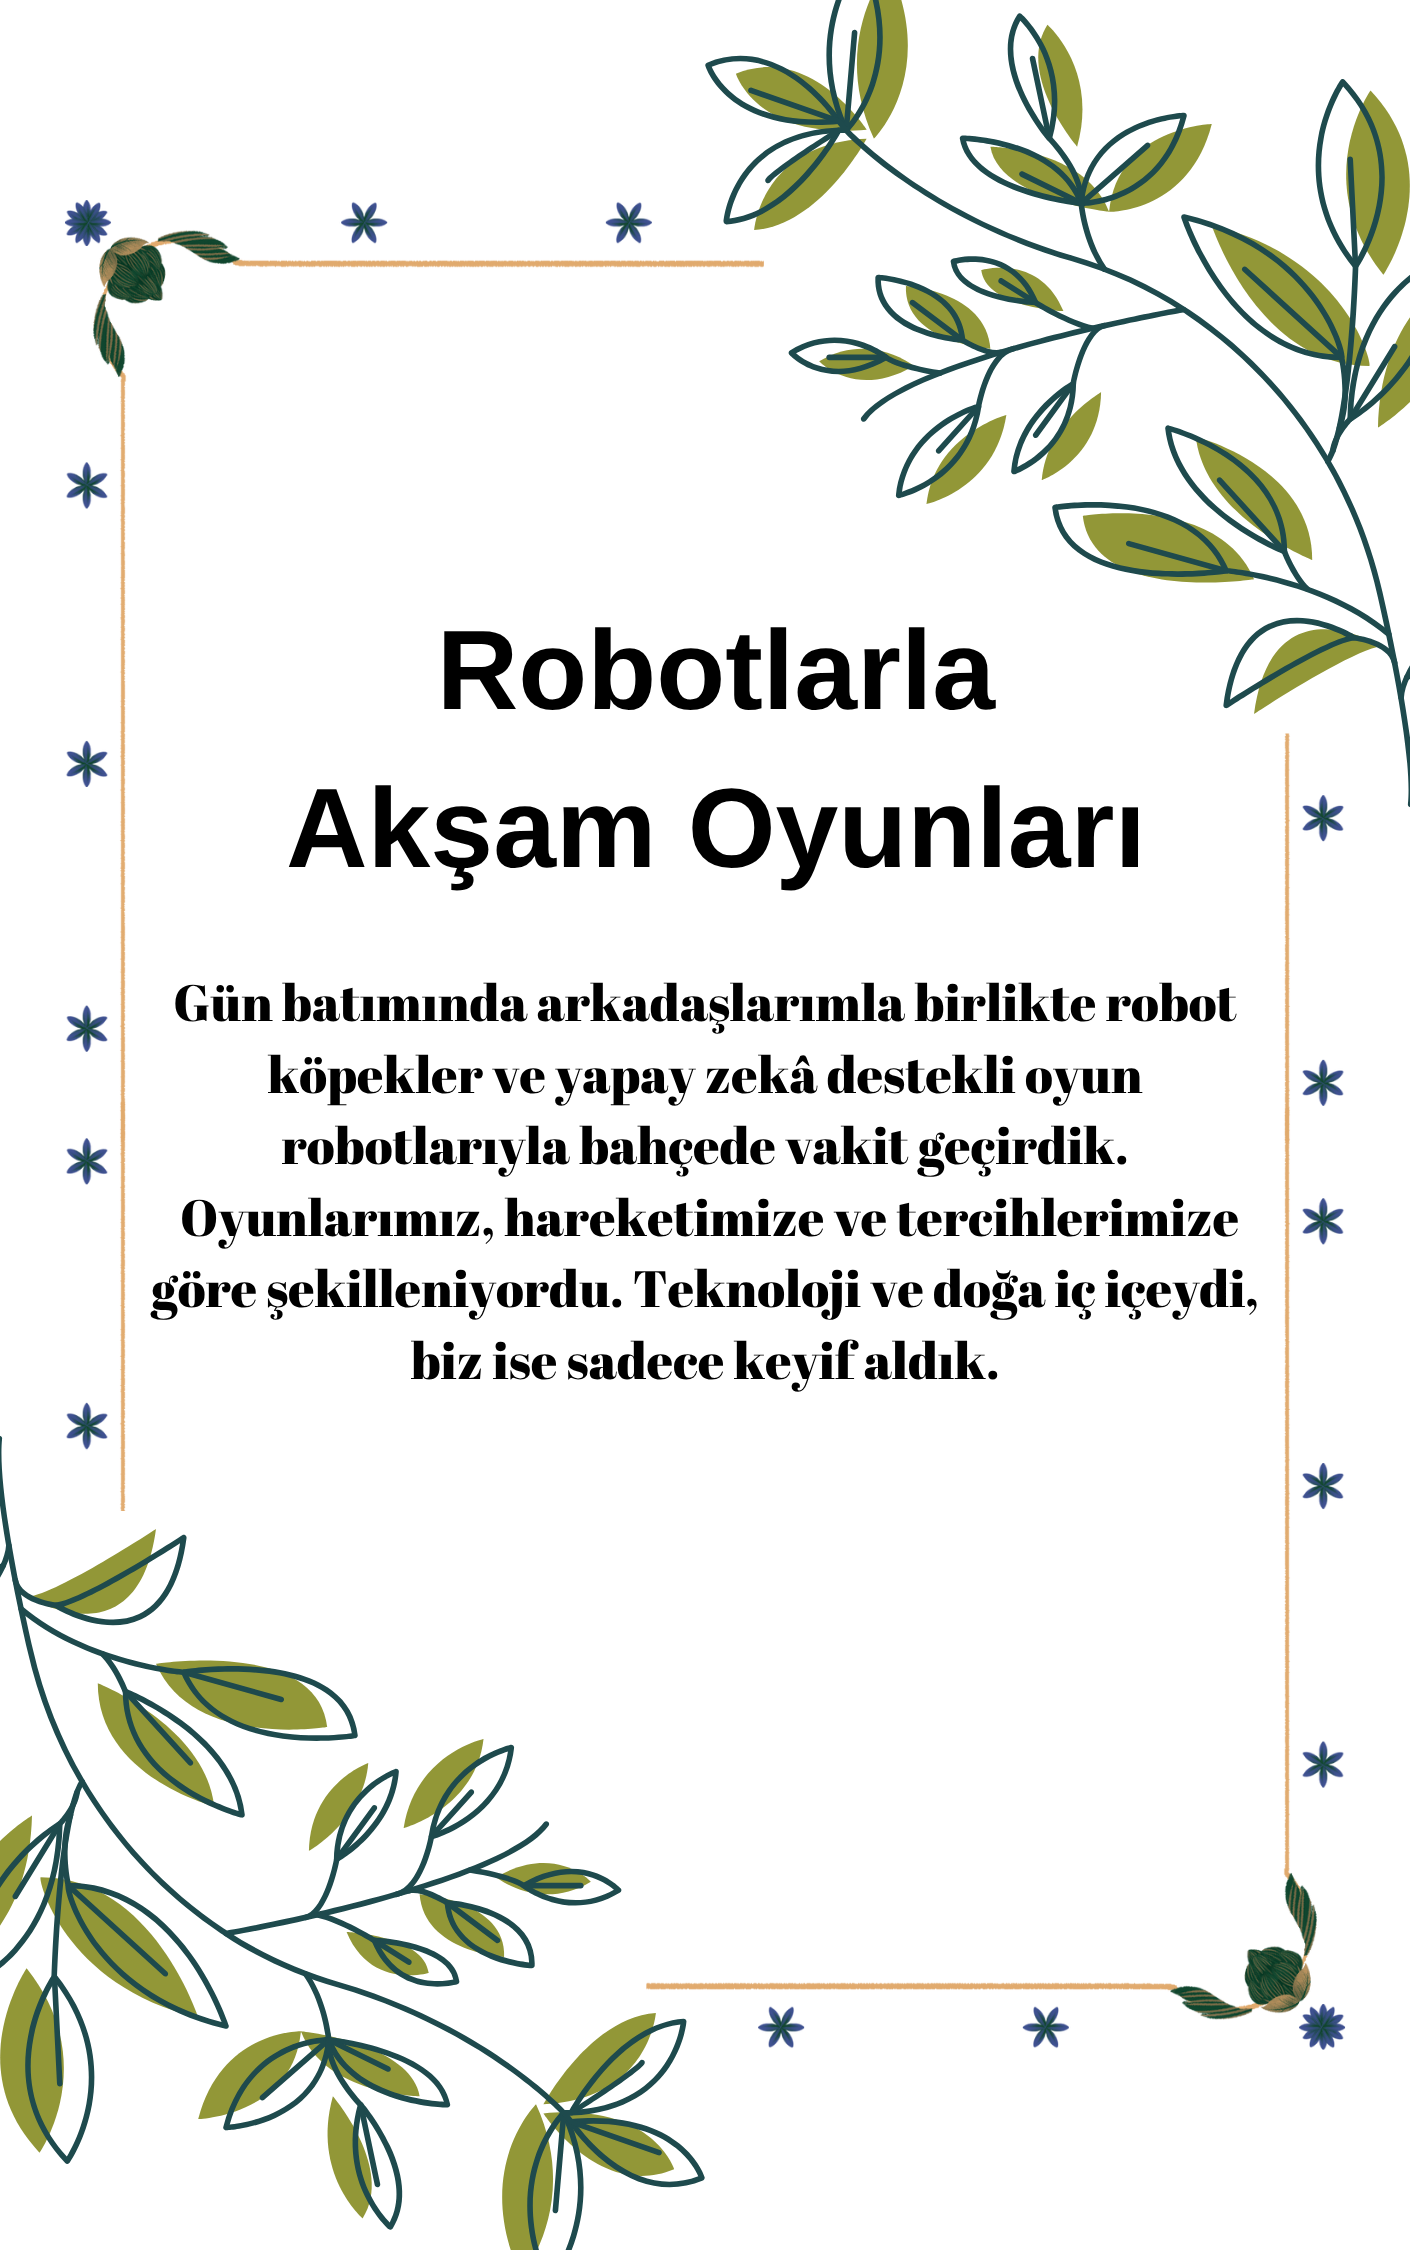 Robotlarla
Akşam Oyunları
Gün batımında arkadaşlarımla birlikte robot
köpekler ve yapay zekâ destekli oyun
robotlarıyla bahçede vakit geçirdik.
Oyunlarımız, hareketimize ve tercihlerimize
göre şekilleniyordu. Teknoloji ve doğa iç içeydi,
biz ise sadece keyif aldık.